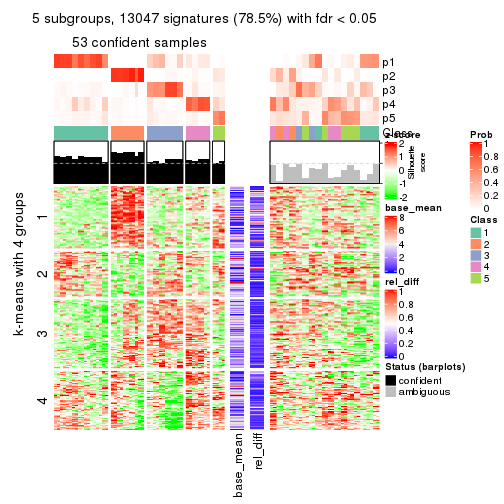 5 subgroups, 13047 signatures (78.5%) with fdr < 0.05
53 confident samples
p1
p2
p3
p4
p5
Class
z-score
2
1
0
-1
-2
Silhouette
score
k-means with 4 groups
1
2
3
4
base_mean
rel_diff
base_mean
8
6
4
2
0
rel_diff
1
0.8
0.6
0.4
0.2
0
Status (barplots)
confident
ambiguous
Prob
1
0.8
0.6
0.4
0.2
0
Class
1
2
3
4
5